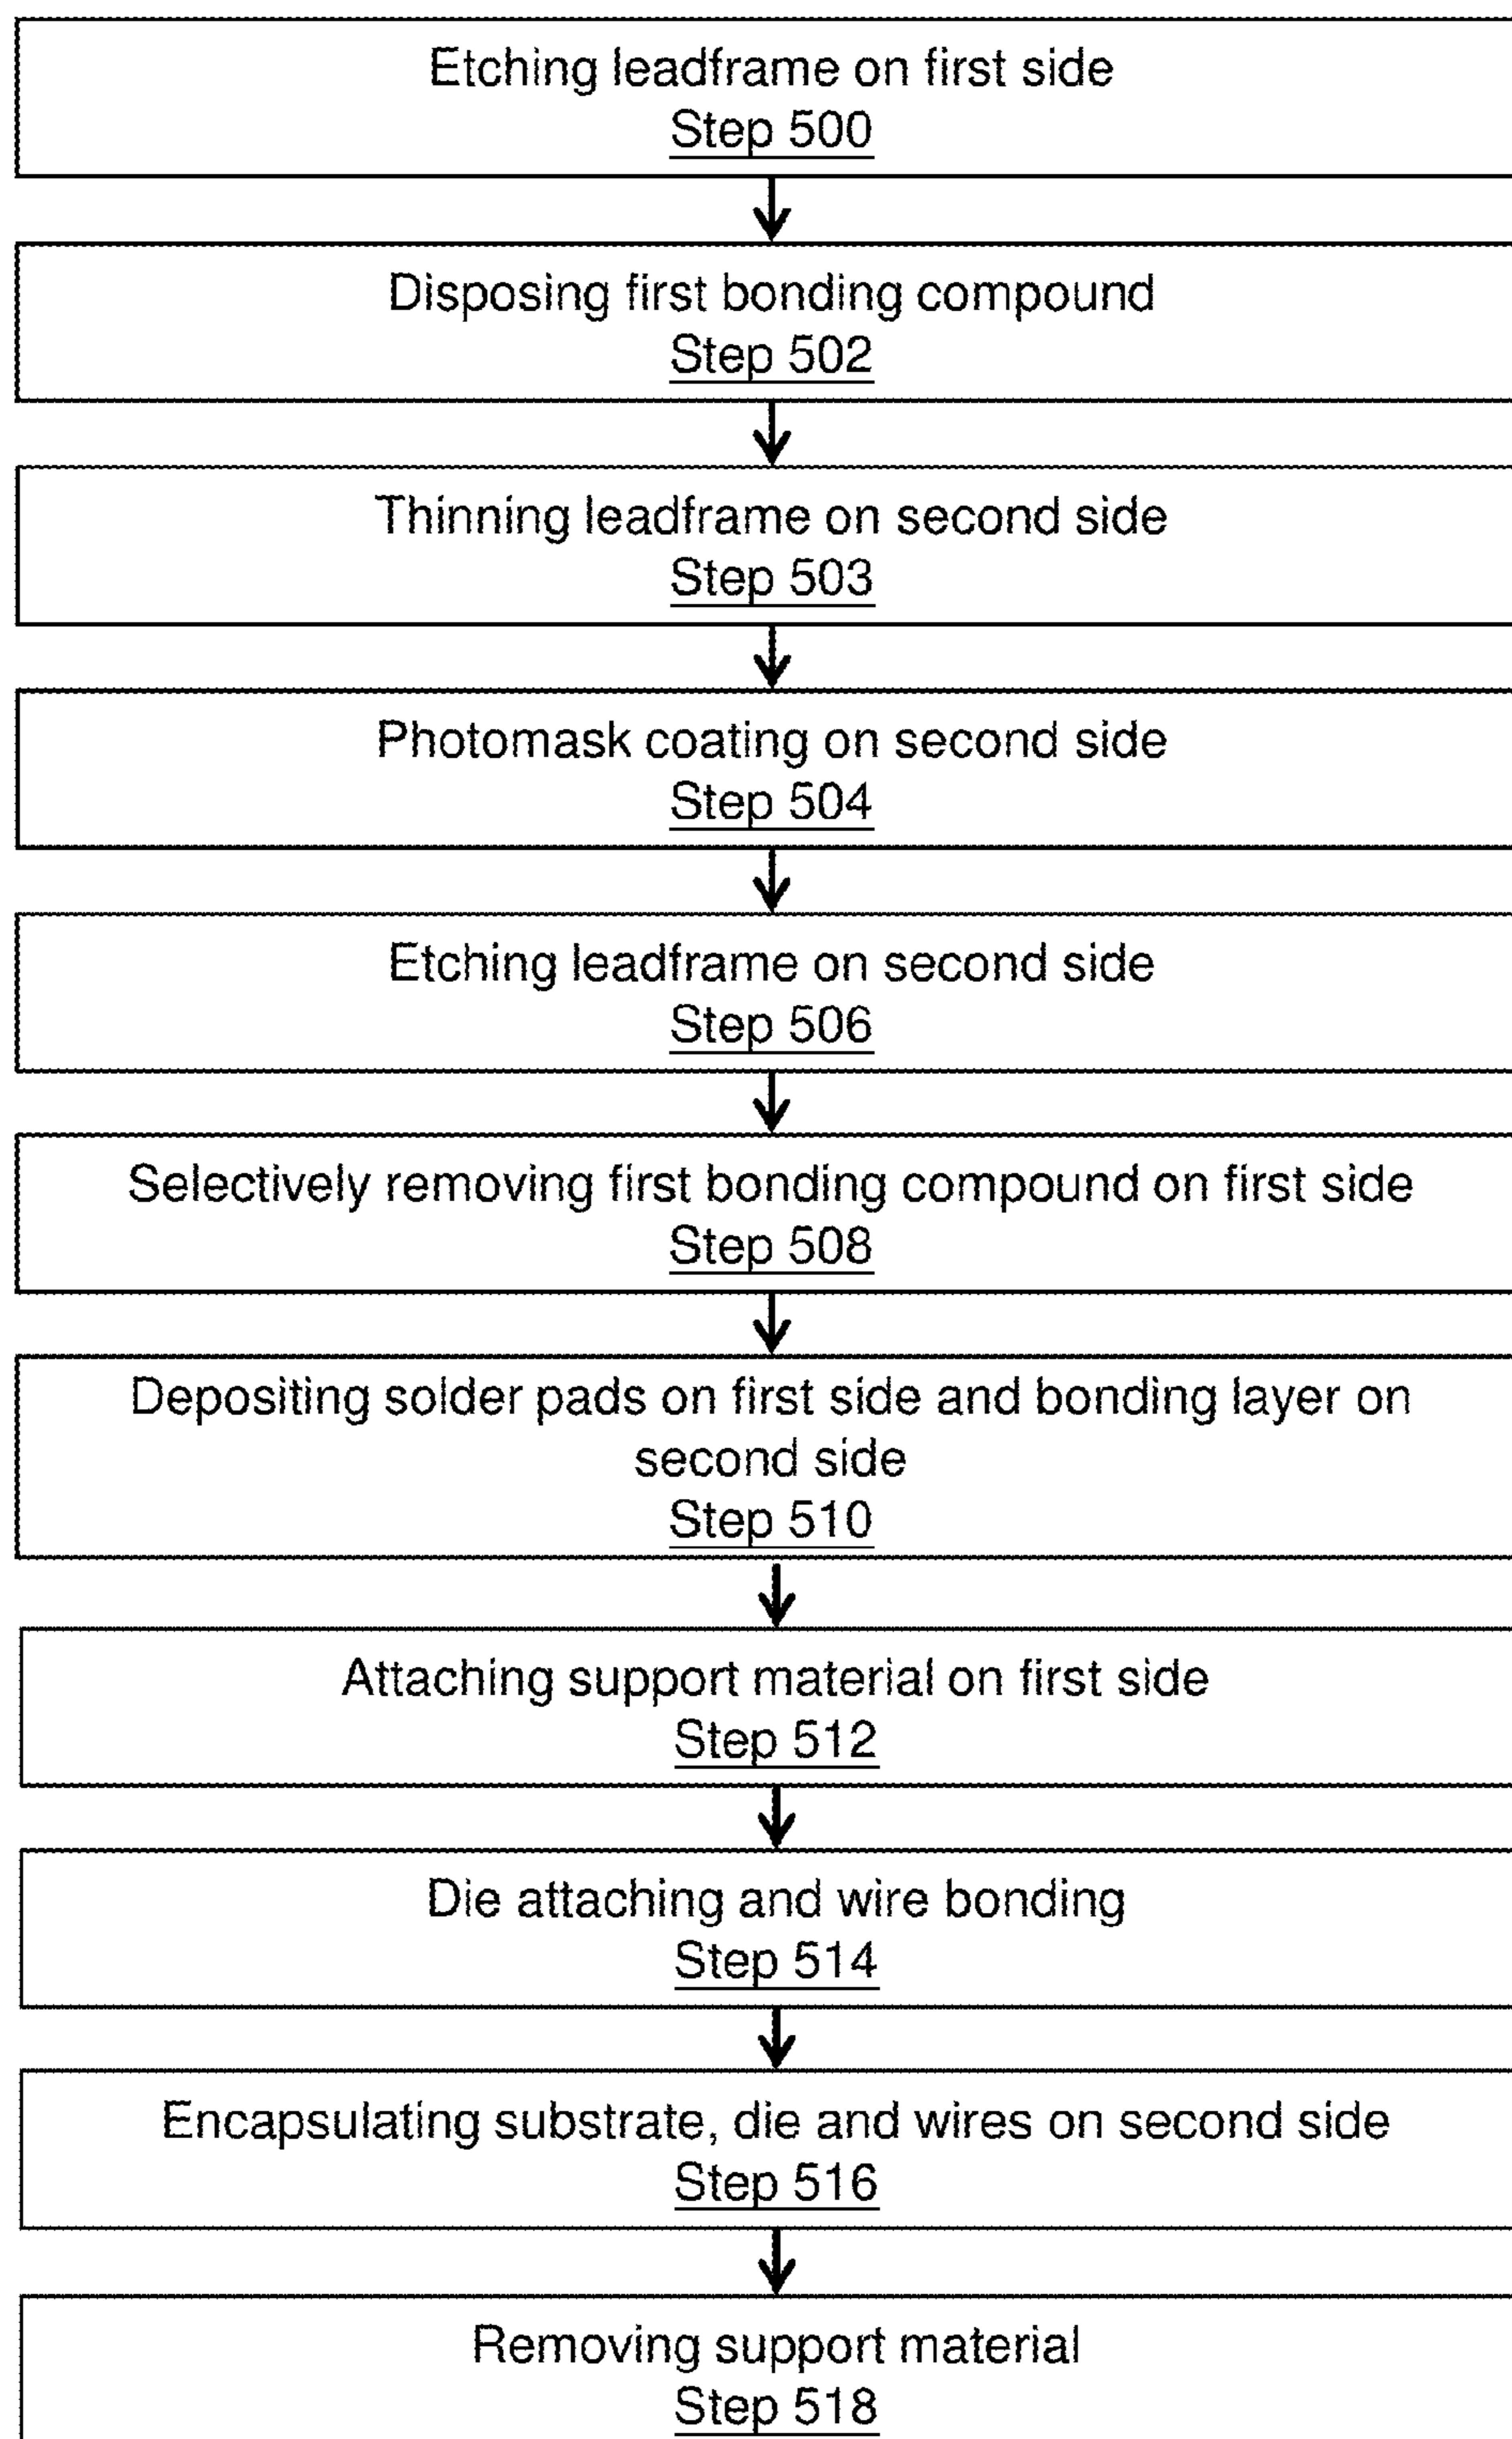 Etching leadframe on first side
Step 500
Disposing first bonding compound
Step 502
Thinning leadframe on second side
Step 503
Photomask coating on second side
Step 504
Etching leadframe on second side
Step 506
Selectively removing first bonding compound on first side
Step 508
Depositing solder pads on first side and bonding layer on
second side
Step 510
Attaching support material on first side
Step 512
Die attaching and wire bonding
Step 514
Encapsulating substrate, die and wires on second side
Step 516
Removing support material
Step 518